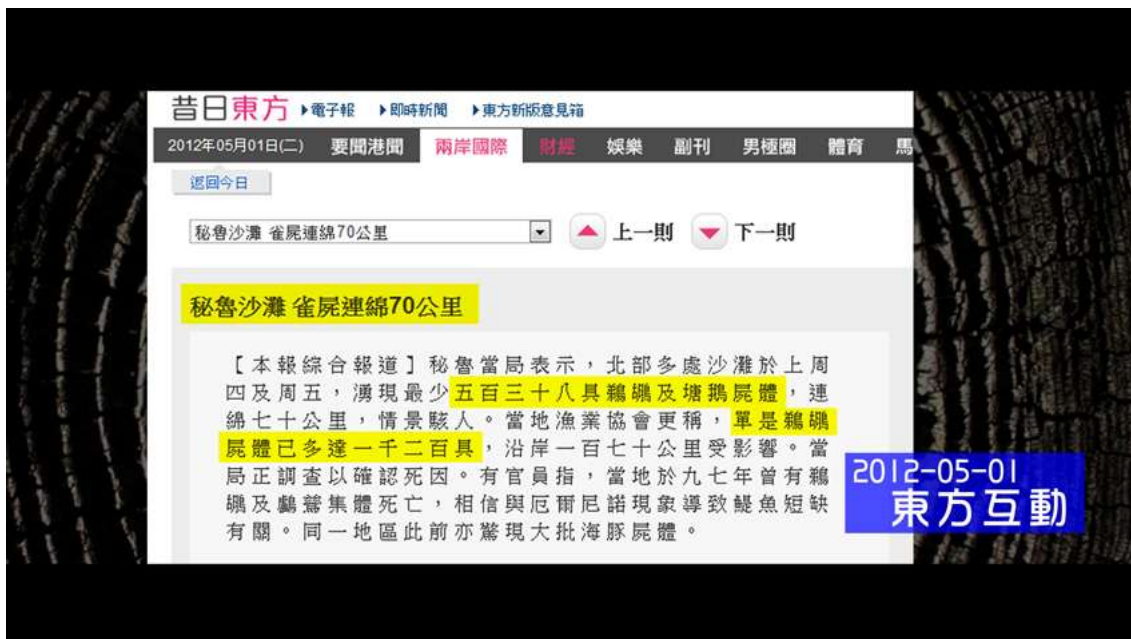 昔日東方 ▸電子報 ▸即時新聞 ▸東方新版意見箱
2012年05月01日(二) 要聞港聞 兩岸國際 財經 娛樂 副刊 男極圈 體育 馬
返回今日
秘魯沙灘 雀屍連綿70公里 上一則 下一則
秘魯沙灘 雀屍連綿70公里
【本報綜合報道】秘魯當局表示，北部多處沙灘於上周
四及周五，湧現最少五百三十八具鵜鶘及塘鵝屍體，連
綿七十公里，情景駭人。當地漁業協會更稱，單是鵜鶘
屍體已多達一千二百具，沿岸一百七十公里受影響。當
局正調查以確認死因。有官員指，當地於九七年曾有鵜
鶘及鸕鶿集體死亡，相信與厄爾尼諾現象導致鯷魚短缺
有關。同一地區此前亦驚現大批海豚屍體。
2012-05-01
東方互動